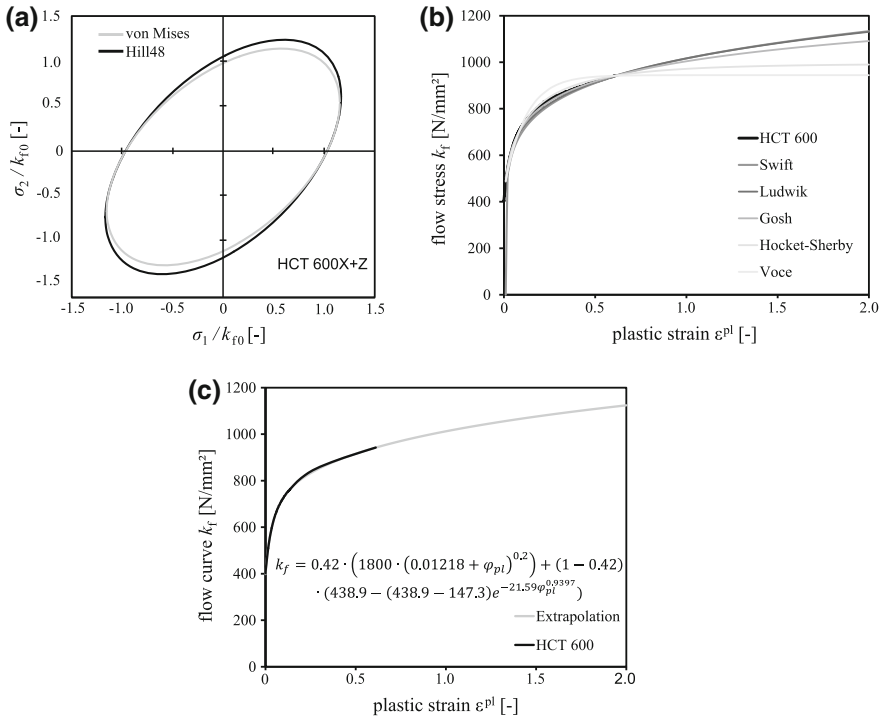 (a)
1.5
1.0
0.5
0
-0.5
-1.0
1.5
σ2 / kf0 [-]
von Mises
Hill48
HCT 600X+Z
-1.5 -1.0 -0.5 0 0.5 1.0 1.5
σ1 / kf0 [-]
(b)
1200
1000
800
600
400
200
0
flow stress kf [N/mm²]
HCT 600
Swift
Ludwik
Gosh
Hocket-Sherby
Voce
0 0.5 1.0 1.5 2.0
plastic strain εpl [-]
(c)
1200
1000
800
600
400
200
0
flow curve kf [N/mm²]
kf = 0.42 · (1800 · (0.01218 + φpl)^0.2) + (1 − 0.42)
· (438.9 − (438.9 − 147.3)e^−21.59φpl^0.9397)
Extrapolation
HCT 600
0 0.5 1.0 1.5 2.0
plastic strain εpl [-]